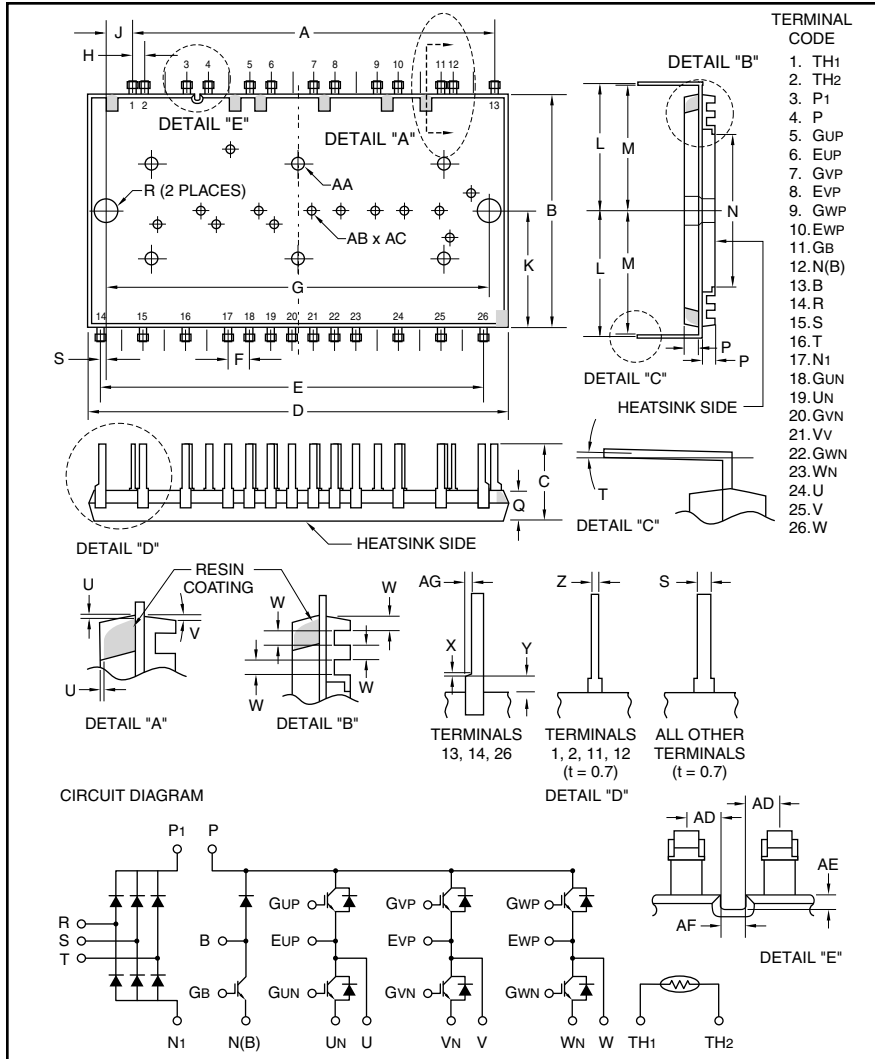 TERMINAL
CODE
1. TH1
2. TH2
3. P1
4. P
5. GUP
6. EUP
7. GVP
8. EVP
9. GWP
10. EWP
11. GB
12. N(B)
13. B
14. R
15. S
16. T
17. N1
18. GUN
19. UN
20. GVN
21. VV
22. GWN
23. WN
24. U
25. V
26. W
J A
H
3 4 5 6 7 8 9 10 11 12
1 2 13
DETAIL "E"
DETAIL "A"
R (2 PLACES)
AA
AB x AC
B
K
G
14 15 16 17 18 19 20 21 22 23 24 25 26
S
F
E
D
DETAIL "B"
L M
N
L M
P
P
DETAIL "C"
HEATSINK SIDE
C
Q
DETAIL "D"
HEATSINK SIDE
T
DETAIL "C"
U
RESIN
COATING
V
U
DETAIL "A"
W
W
W
W
DETAIL "B"
AG
X
Y
TERMINALS
13, 14, 26
Z
TERMINALS
1, 2, 11, 12
(t = 0.7)
S
ALL OTHER
TERMINALS
(t = 0.7)
DETAIL "D"
AD
AD
AE
AF
DETAIL "E"
CIRCUIT DIAGRAM
P1 P
GUP GVP GWP
R
S
T
B EUP EVP EWP
GB GUN GVN GWN
N1 N(B) UN U VN V WN W TH1 TH2